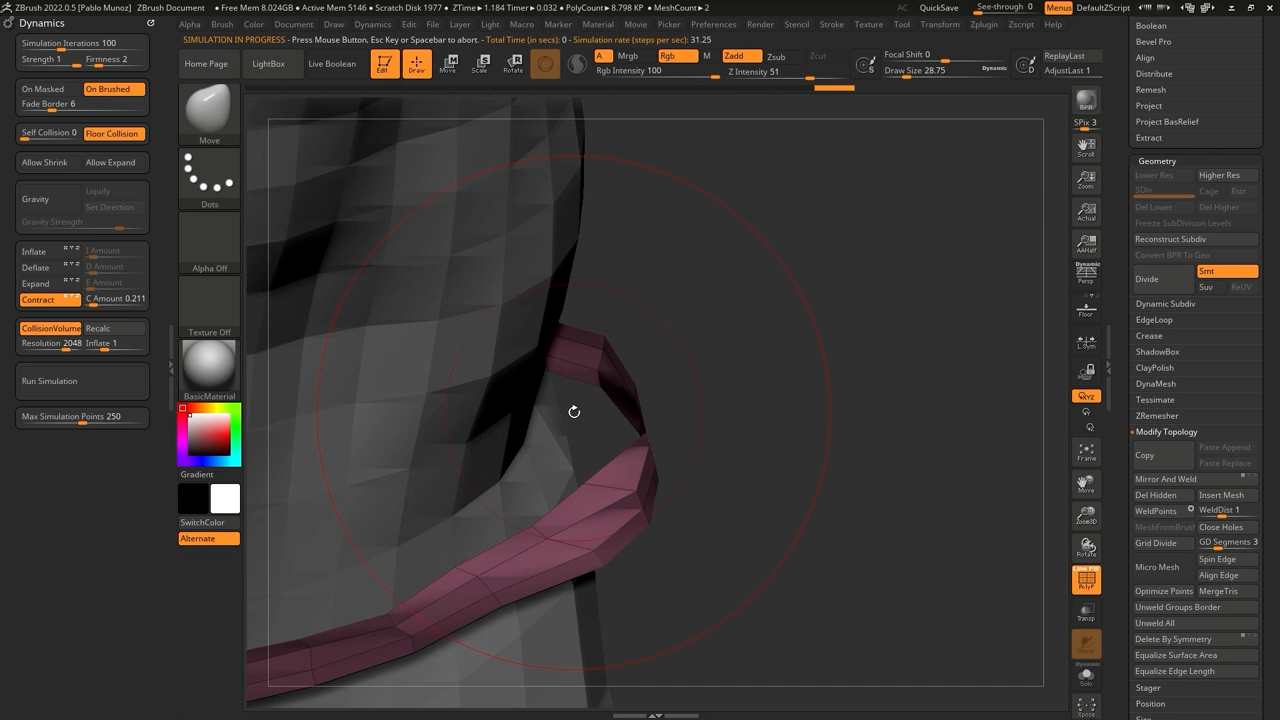 ZBrush 2022.0.5 [Pablo Munoz] ZBrush Document • Free Mem 8.024GB • Active Mem 5146 • Scratch Disk 1977 • ZTime►1.184 Timer►0.032 • PolyCount►8.798 KP • MeshCount►2 AC QuickSave See-through 0 Menus DefaultZScript
Dynamics Alpha Brush Color Document Draw Dynamics Edit File Layer Light Macro Marker Material Movie Picker Preferences Render Stencil Stroke Texture Tool Transform Zplugin Zscript Help
SIMULATION IN PROGRESS - Press Mouse Button, Esc Key or Spacebar to abort. - Total Time (in secs): 0 - Simulation rate (steps per sec): 31.25
Simulation Iterations 100
Strength 1 Firmness 2
On Masked On Brushed
Fade Border 6
Self Collision 0 Floor Collision
Allow Shrink Allow Expand
Gravity
Liquify
Set Direction
Gravity Strength
Inflate I Amount
Deflate D Amount
Expand E Amount
Contract C Amount 0.211
CollisionVolume Recalc
Resolution 2048 Inflate 1
Run Simulation
Max Simulation Points 250
Home Page LightBox Live Boolean
Edit Draw Move Scale Rotate
A Mrgb Rgb M Zadd Zsub Zcut
Rgb Intensity 100 Z Intensity 51
Focal Shift 0
Draw Size 28.75 Dynamic
ReplayLast
AdjustLast 1
Move
Dots
Alpha Off
Texture Off
BasicMaterial
Gradient
SwitchColor
Alternate
BPR
SPix 3
Scroll
Zoom
Actual
AAHalf
Dynamic
Persp
Floor
L.Sym
XYZ
Frame
Move
Zoom3D
Rotate
Line Fill
PolyF
Transp
Ghost
Dynamic
Solo
Xpose
Boolean
Bevel Pro
Align
Distribute
Remesh
Project
Project BasRelief
Extract
Geometry
Lower Res Higher Res
SDiv Cage Rstr
Del Lower Del Higher
Freeze SubDivision Levels
Reconstruct Subdiv
Convert BPR To Geo
Divide
Smt
Suv ReUV
Dynamic Subdiv
EdgeLoop
Crease
ShadowBox
ClayPolish
DynaMesh
Tessimate
ZRemesher
Modify Topology
Copy
Paste Append
Paste Replace
Mirror And Weld
Del Hidden Insert Mesh
WeldPoints WeldDist 1
MeshFromBrush Close Holes
Grid Divide GD Segments 3
Micro Mesh
Spin Edge
Align Edge
Optimize Points MergeTris
Unweld Groups Border
Unweld All
Delete By Symmetry
Equalize Surface Area
Equalize Edge Length
Stager
Position